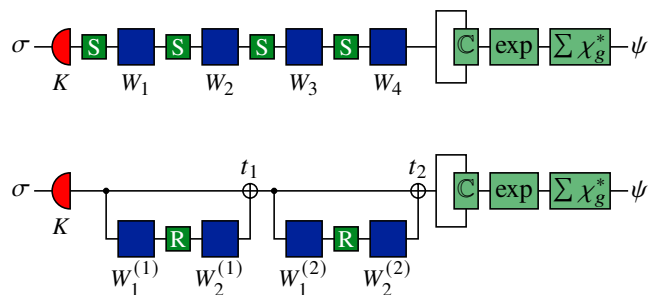 σ S S S S ℂ exp ∑ χ*g ψ
K W1 W2 W3 W4
t1 t2
σ ℂ exp ∑ χ*g ψ
K R R
W1(1) W2(1) W1(2) W2(2)